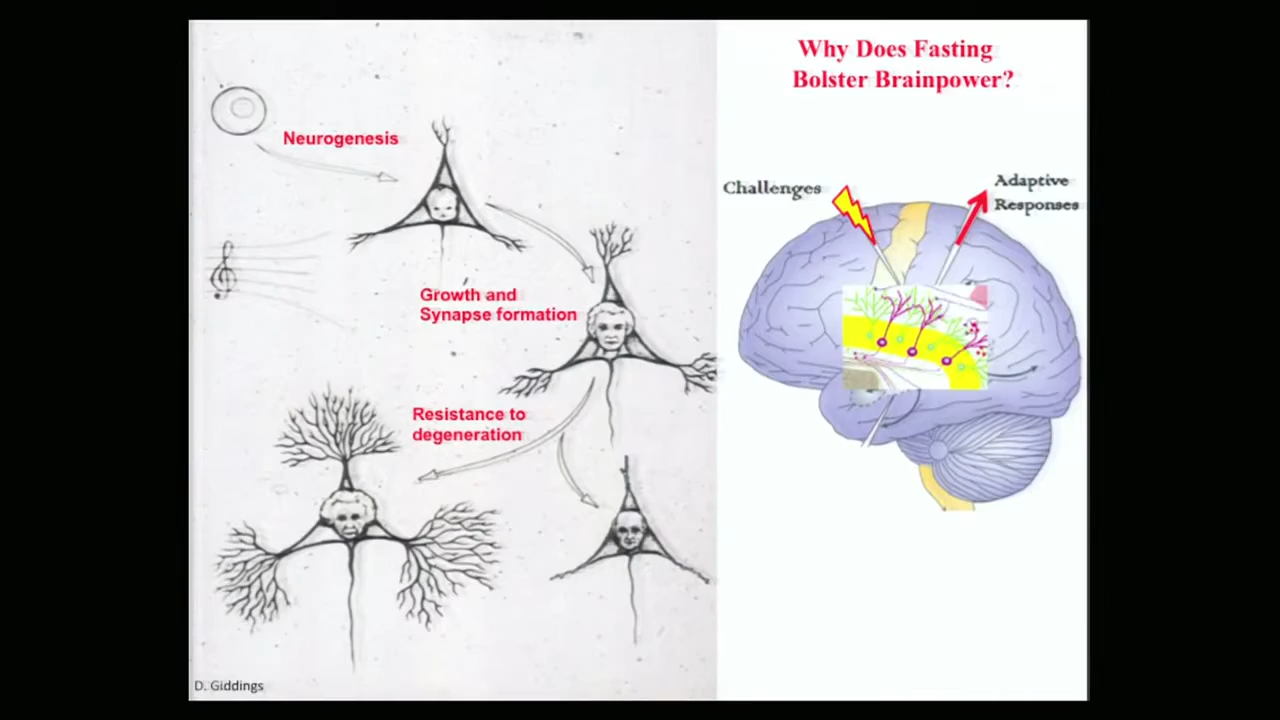 Why Does Fasting
Bolster Brainpower?
Neurogenesis
Growth and
Synapse formation
Resistance to
degeneration
D. Giddings
Challenges
Adaptive
Responses